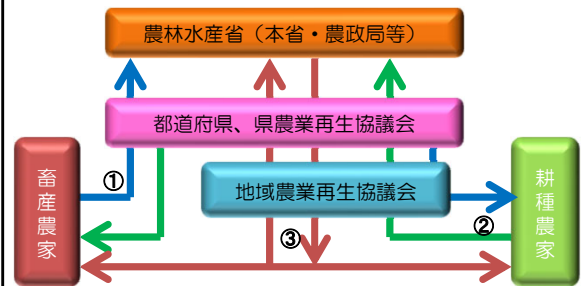 農林水産省（本省・農政局等）
都道府県、県農業再生協議会
地域農業再生協議会
畜産農家
耕種農家
①
②
③